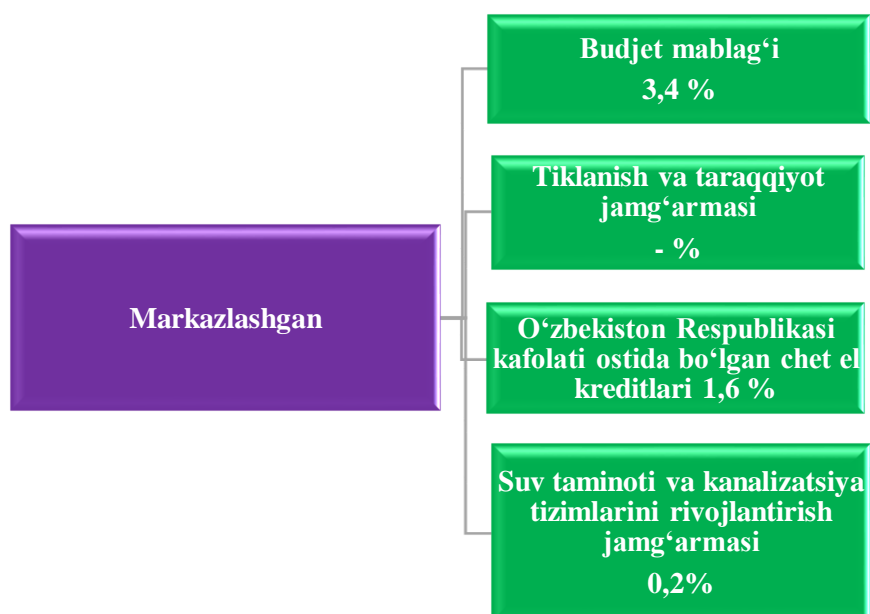 Markazlashgan
Budjet mablag‘i
3,4 %
Tiklanish va taraqqiyot
jamg‘armasi
- %
O‘zbekiston Respublikasi
kafolati ostida bo‘lgan chet el
kreditlari 1,6 %
Suv taminoti va kanalizatsiya
tizimlarini rivojlantirish
jamg‘armasi
0,2%